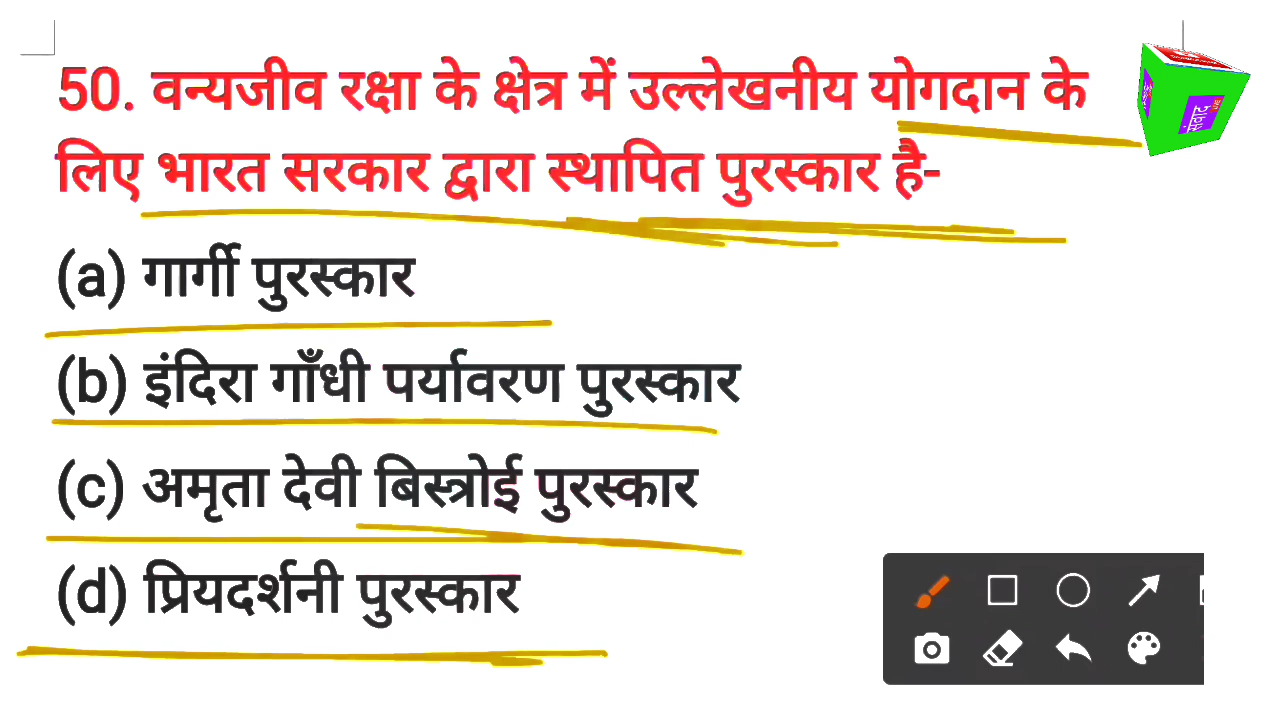 50. वन्यजीव रक्षा के क्षेत्र में उल्लेखनीय योगदान के
लिए भारत सरकार द्वारा स्थापित पुरस्कार है-
(a) गार्गी पुरस्कार
(b) इंदिरा गाँधी पर्यावरण पुरस्कार
(c) अमृता देवी बिस्त्रोई पुरस्कार
(d) प्रियदर्शनी पुरस्कार
संवाद